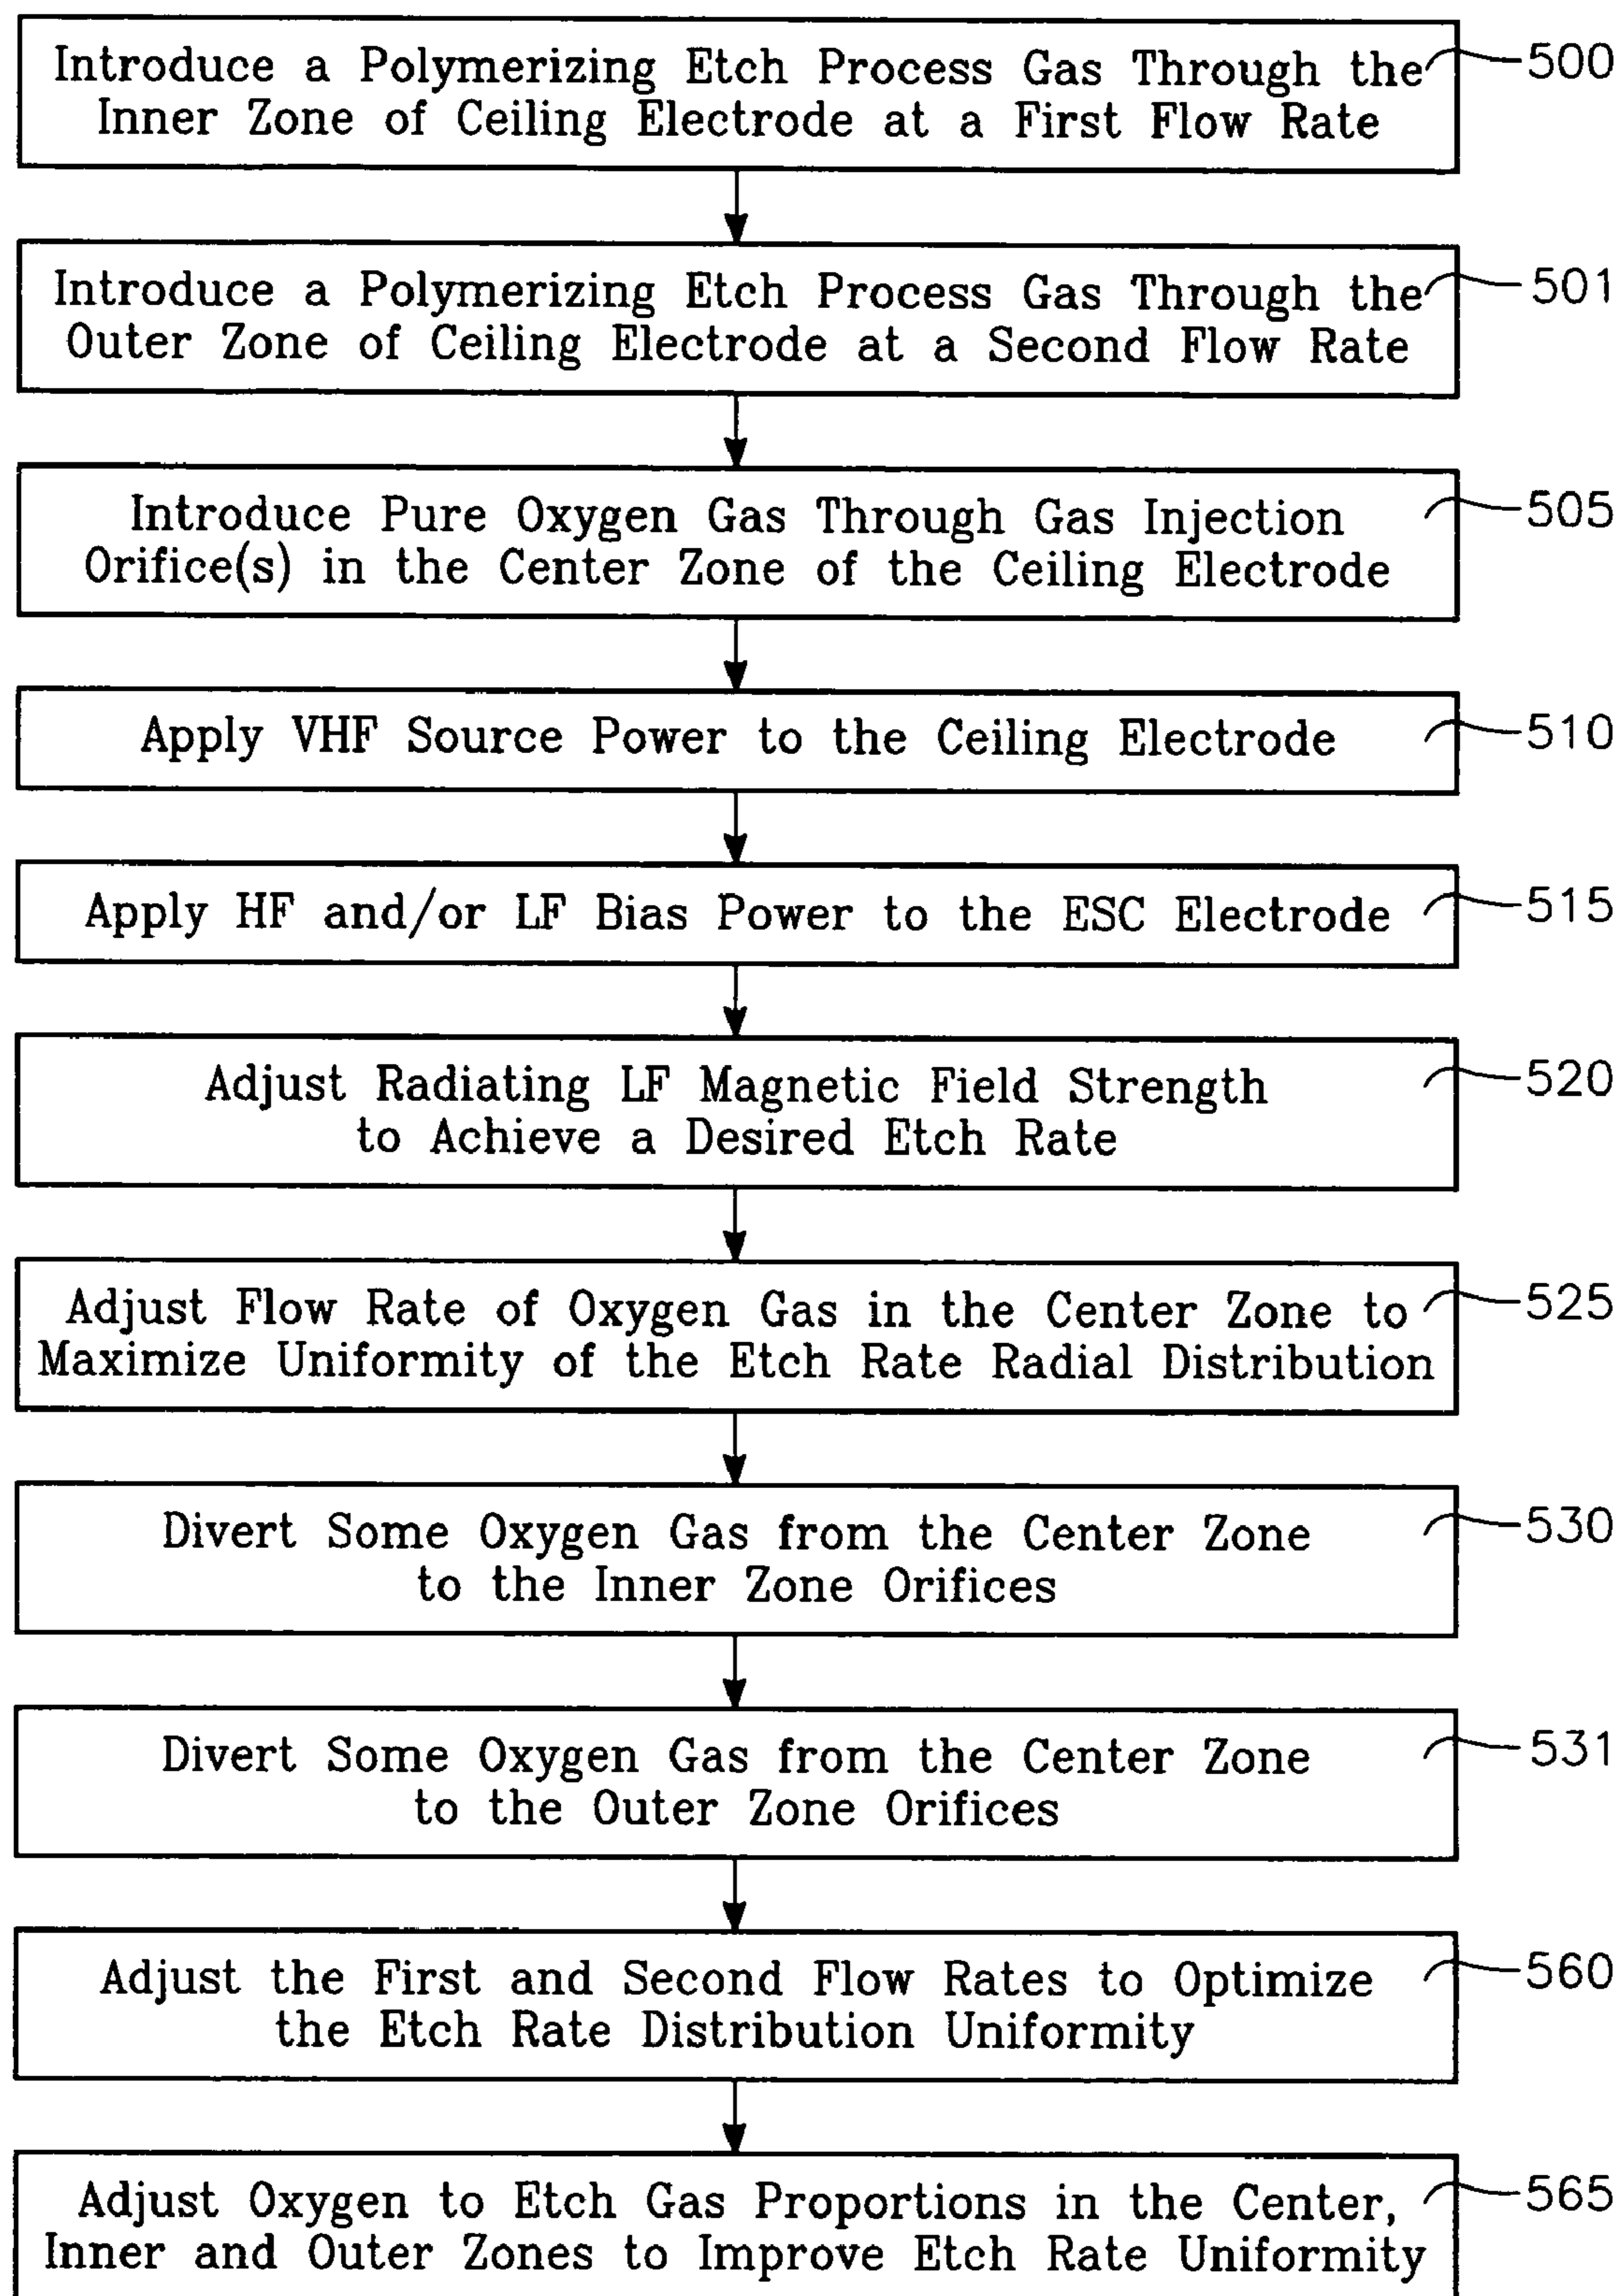 Introduce a Polymerizing Etch Process Gas Through the
Inner Zone of Ceiling Electrode at a First Flow Rate
500
Introduce a Polymerizing Etch Process Gas Through the
Outer Zone of Ceiling Electrode at a Second Flow Rate
501
Introduce Pure Oxygen Gas Through Gas Injection
Orifice(s) in the Center Zone of the Ceiling Electrode
505
Apply VHF Source Power to the Ceiling Electrode
510
Apply HF and/or LF Bias Power to the ESC Electrode
515
Adjust Radiating LF Magnetic Field Strength
to Achieve a Desired Etch Rate
520
Adjust Flow Rate of Oxygen Gas in the Center Zone to
Maximize Uniformity of the Etch Rate Radial Distribution
525
Divert Some Oxygen Gas from the Center Zone
to the Inner Zone Orifices
530
Divert Some Oxygen Gas from the Center Zone
to the Outer Zone Orifices
531
Adjust the First and Second Flow Rates to Optimize
the Etch Rate Distribution Uniformity
560
Adjust Oxygen to Etch Gas Proportions in the Center,
Inner and Outer Zones to Improve Etch Rate Uniformity
565